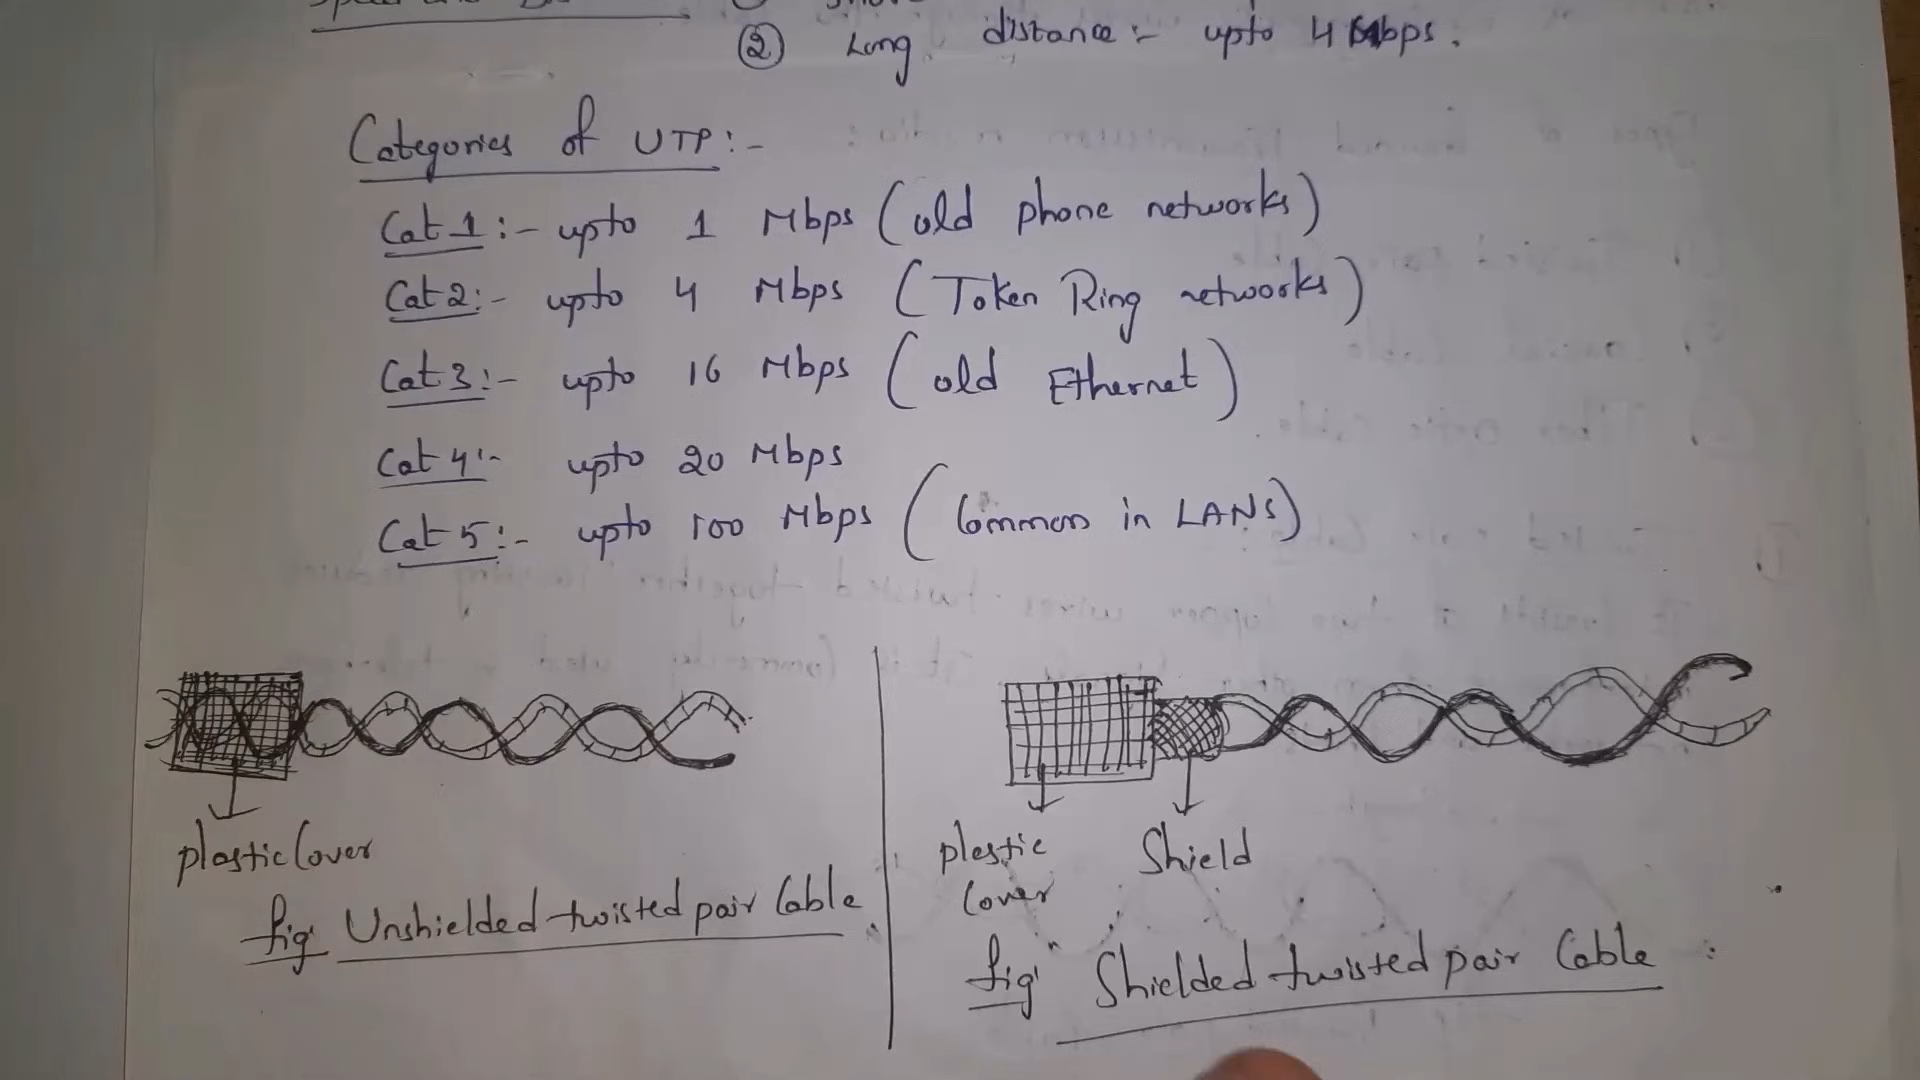 ② Long distance:- upto 4 Mbps.
Categories of UTP:-
Cat 1:- upto 1 Mbps (old phone networks)
Cat 2:- upto 4 Mbps (Token Ring networks)
Cat 3:- upto 16 Mbps (old Ethernet)
Cat 4:- upto 20 Mbps
Cat 5:- upto 100 Mbps (Common in LANS)
plastic Cover
fig: Unshielded twisted pair Cable.
plastic
Cover
Shield
fig: Shielded twisted pair Cable :